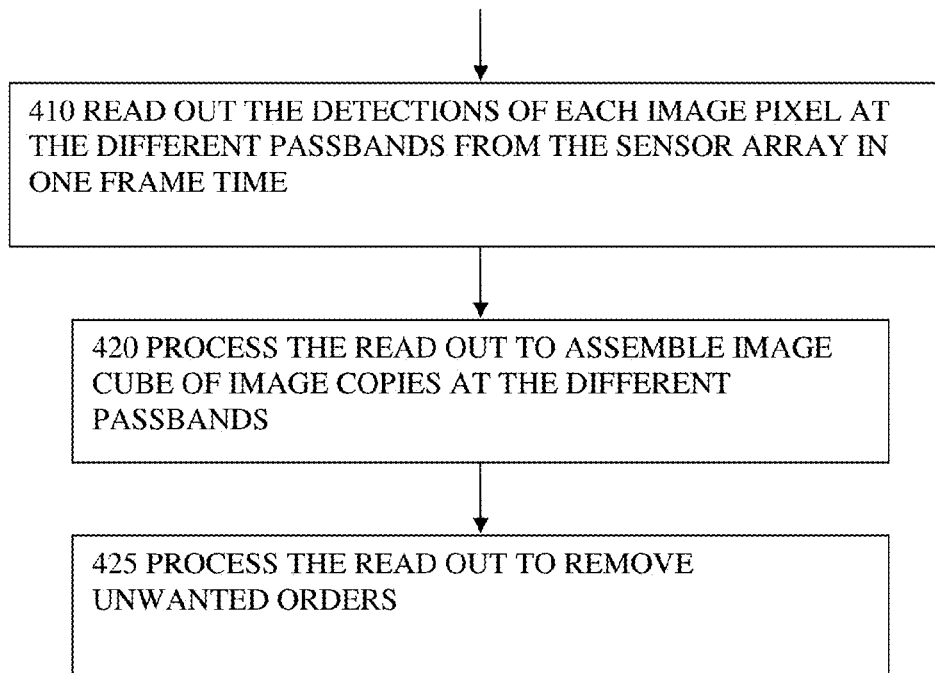 410 READ OUT THE DETECTIONS OF EACH IMAGE PIXEL AT
THE DIFFERENT PASSBANDS FROM THE SENSOR ARRAY IN
ONE FRAME TIME
420 PROCESS THE READ OUT TO ASSEMBLE IMAGE
CUBE OF IMAGE COPIES AT THE DIFFERENT
PASSBANDS
425 PROCESS THE READ OUT TO REMOVE
UNWANTED ORDERS